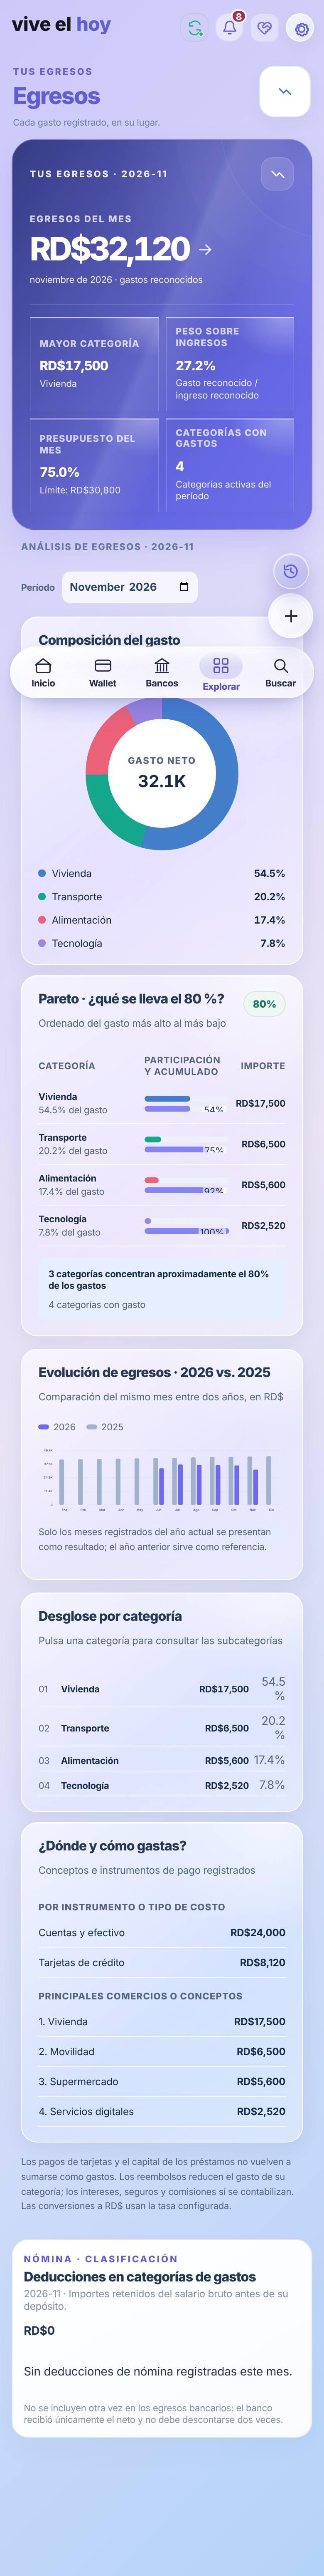 vive el hoy
8
TUS EGRESOS
Egresos
Cada gasto registrado, en su lugar.
TUS EGRESOS · 2026-11
EGRESOS DEL MES
RD$32,120 →
noviembre de 2026 · gastos reconocidos
MAYOR CATEGORÍA
RD$17,500
Vivienda
PESO SOBRE
INGRESOS
27.2%
Gasto reconocido /
ingreso reconocido
PRESUPUESTO DEL
MES
75.0%
Límite: RD$30,800
CATEGORÍAS CON
GASTOS
4
Categorías activas del
período
ANÁLISIS DE EGRESOS · 2026-11
Período
November 2026
+
Composición del gasto
Inicio
Wallet
Bancos
Explorar
Buscar
GASTO NETO
32.1K
Vivienda 54.5%
Transporte 20.2%
Alimentación 17.4%
Tecnología 7.8%
Pareto · ¿qué se lleva el 80 %?
80%
Ordenado del gasto más alto al más bajo
CATEGORÍA
PARTICIPACIÓN
Y ACUMULADO
IMPORTE
Vivienda
54.5% del gasto
54%
RD$17,500
Transporte
20.2% del gasto
75%
RD$6,500
Alimentación
17.4% del gasto
92%
RD$5,600
Tecnología
7.8% del gasto
100%
RD$2,520
3 categorías concentran aproximadamente el 80%
de los gastos
4 categorías con gasto
Evolución de egresos · 2026 vs. 2025
Comparación del mismo mes entre dos años, en RD$
2026 2025
Ene Feb Mar Abr May Jun Jul Ago Sep Oct Nov Dic
Solo los meses registrados del año actual se presentan
como resultado; el año anterior sirve como referencia.
Desglose por categoría
Pulsa una categoría para consultar las subcategorías
01 Vivienda RD$17,500 54.5
%
02 Transporte RD$6,500 20.2
%
03 Alimentación RD$5,600 17.4%
04 Tecnología RD$2,520 7.8%
¿Dónde y cómo gastas?
Conceptos e instrumentos de pago registrados
POR INSTRUMENTO O TIPO DE COSTO
Cuentas y efectivo RD$24,000
Tarjetas de crédito RD$8,120
PRINCIPALES COMERCIOS O CONCEPTOS
1. Vivienda RD$17,500
2. Movilidad RD$6,500
3. Supermercado RD$5,600
4. Servicios digitales RD$2,520
Los pagos de tarjetas y el capital de los préstamos no vuelven a
sumarse como gastos. Los reembolsos reducen el gasto de su
categoría; los intereses, seguros y comisiones sí se contabilizan.
Las conversiones a RD$ usan la tasa configurada.
NÓMINA · CLASIFICACIÓN
Deducciones en categorías de gastos
2026-11 · Importes retenidos del salario bruto antes de su
depósito.
RD$0
Sin deducciones de nómina registradas este mes.
No se incluyen otra vez en los egresos bancarios: el banco
recibió únicamente el neto y no debe descontarse dos veces.